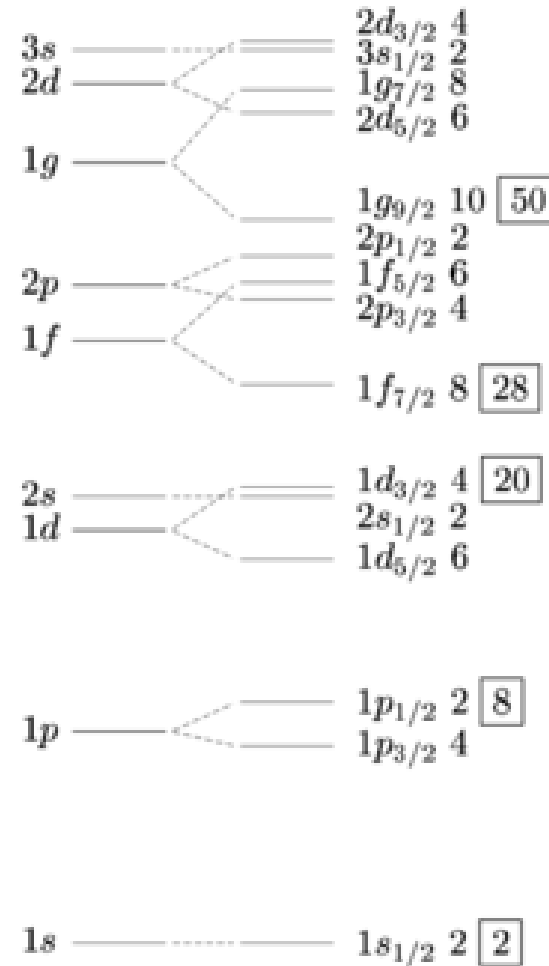 2d3/2 4
3s 3s1/2 2
2d 1g7/2 8
2d5/2 6
1g
1g9/2 10 50
2p1/2 2
2p 1f5/2 6
2p3/2 4
1f
1f7/2 8 28
1d3/2 4 20
2s
2s1/2 2
1d
1d5/2 6
1p1/2 2 8
1p
1p3/2 4
1s 1s1/2 2 2